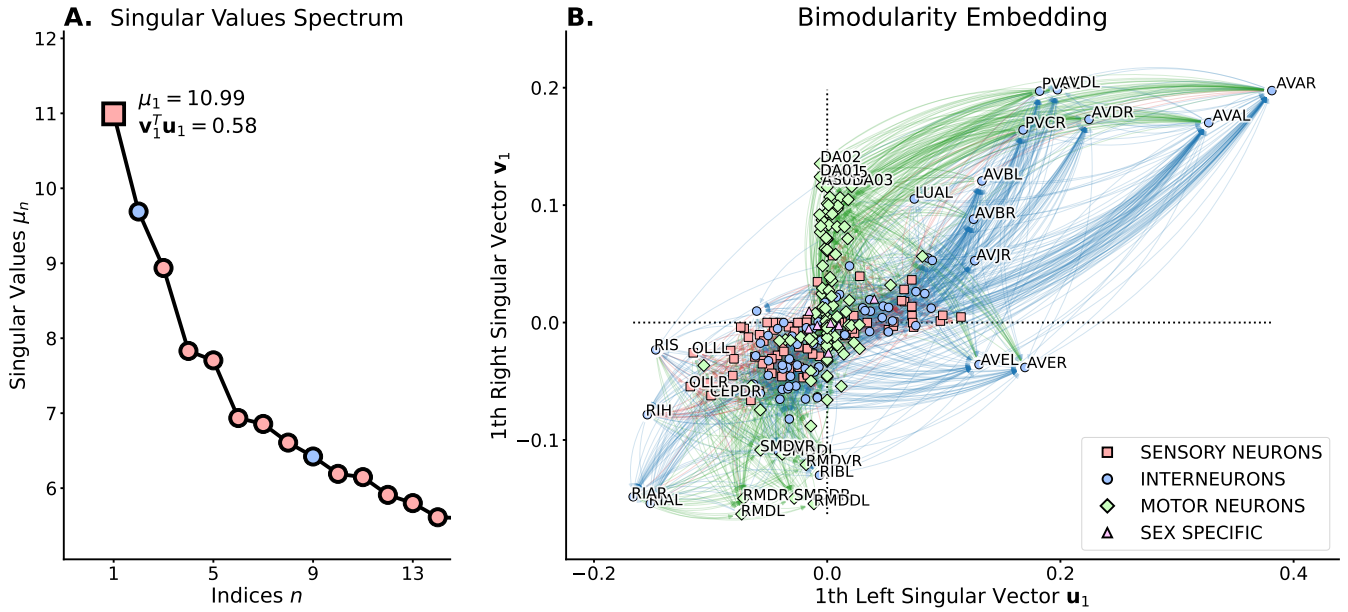 A. Singular Values Spectrum
12
11
10
9
8
7
6
Singular Values μₙ
μ₁ = 10.99
v₁ᵀu₁ = 0.58
1 5 9 13
Indices n
B. Bimodularity Embedding
0.2
0.1
0.0
−0.1
1th Right Singular Vector v₁
AVDL
AVAR
AVDR
AVAL
PVCR
DA02
DA01
DA03
AVBL
LUAL
AVBR
AVJR
RIS
OLLL
AVEL
AVER
OLLR
CEPDR
RIH
SMDVR
RMDVR
RIBL
RIAR
RMDR
RMDDL
RMDL
SENSORY NEURONS
INTERNEURONS
MOTOR NEURONS
SEX SPECIFIC
−0.2 0.0 0.2 0.4
1th Left Singular Vector u₁